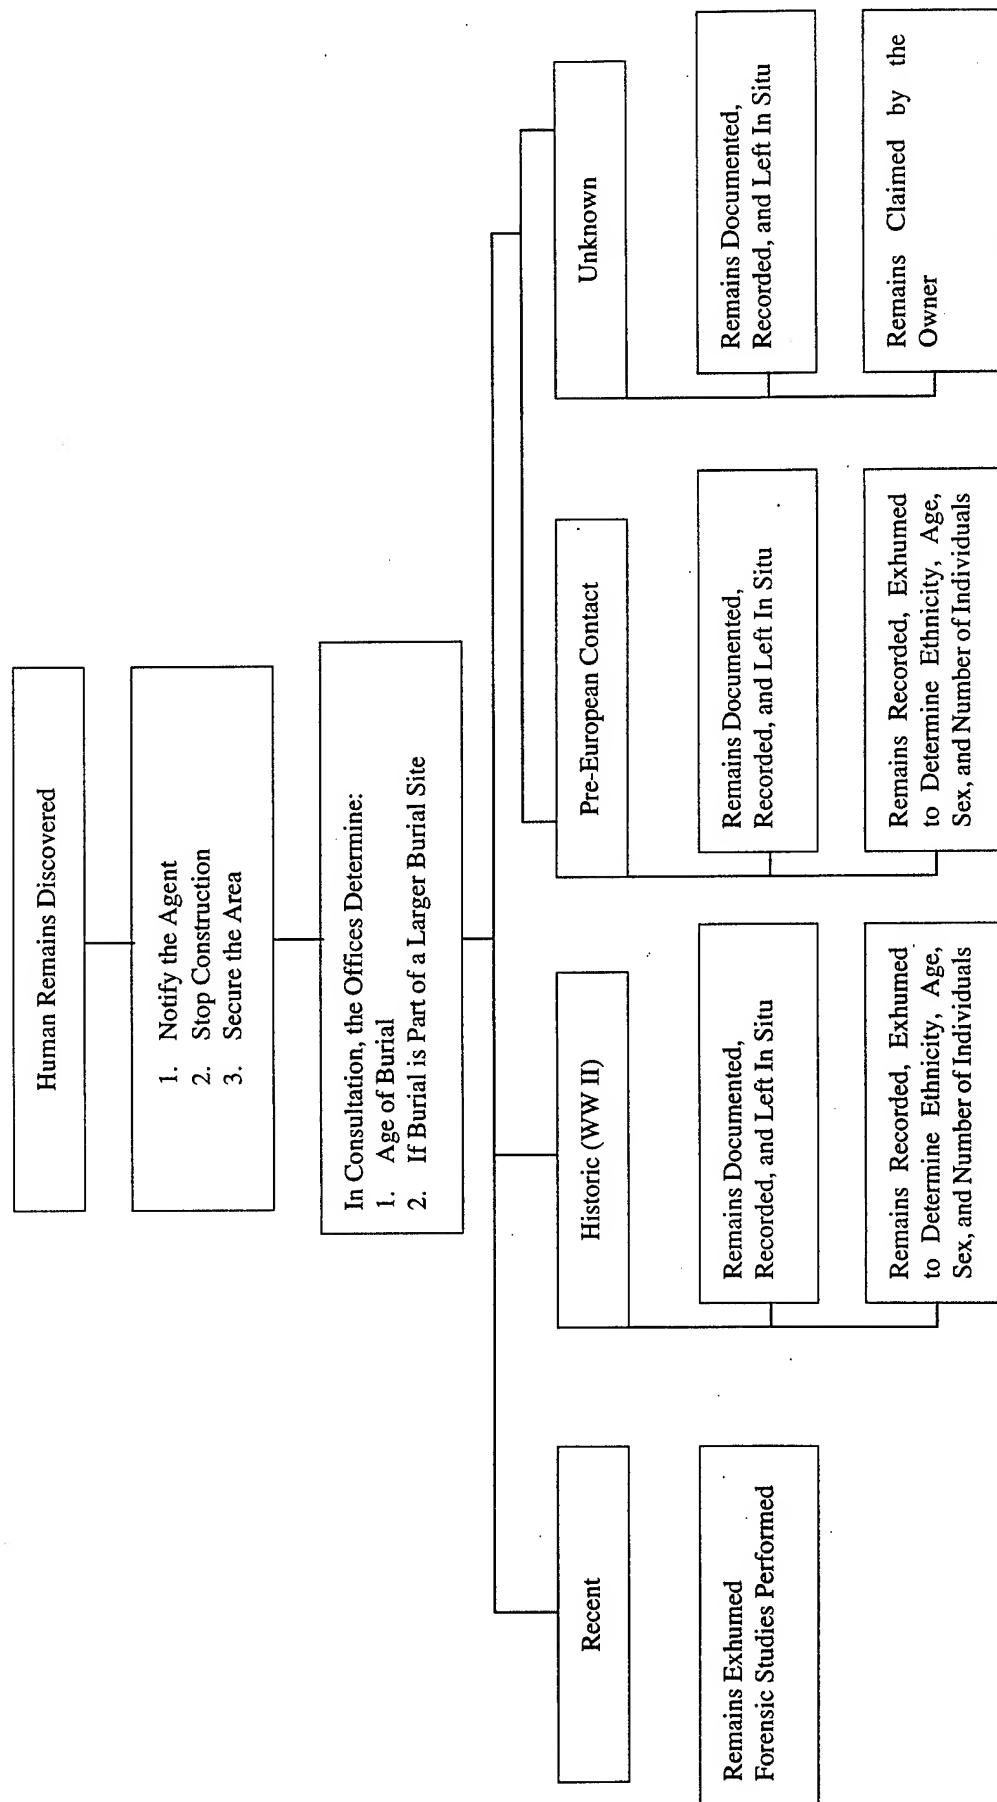 Human Remains Discovered
1. Notify the Agent
2. Stop Construction
3. Secure the Area
In Consultation, the Offices Determine:
1. Age of Burial
2. If Burial is Part of a Larger Burial Site
Recent
Remains Exhumed
Forensic Studies Performed
Historic (WW II)
Remains Documented,
Recorded, and Left In Situ
Remains Recorded, Exhumed
to Determine Ethnicity, Age,
Sex, and Number of Individuals
Pre-European Contact
Remains Documented,
Recorded, and Left In Situ
Remains Recorded, Exhumed
to Determine Ethnicity, Age,
Sex, and Number of Individuals
Unknown
Remains Documented,
Recorded, and Left In Situ
Remains Claimed by the
Owner